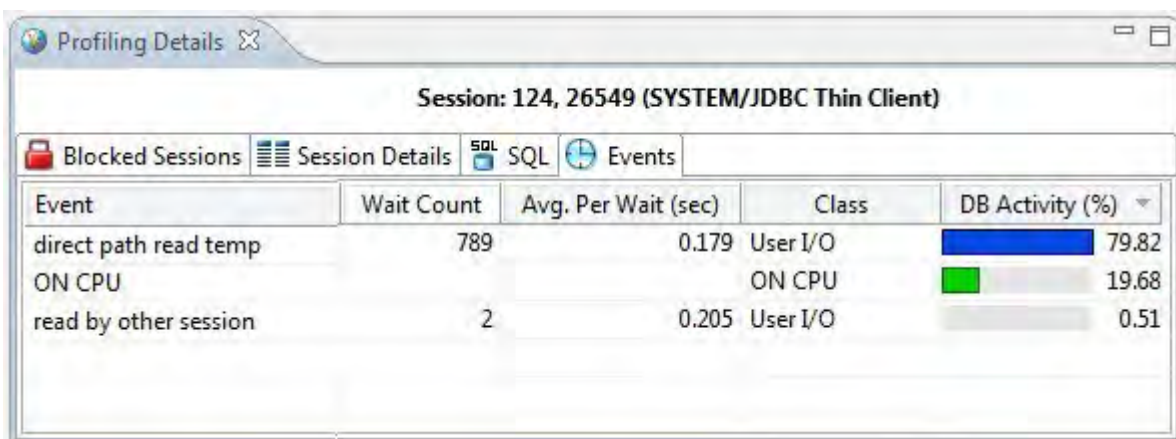 Profiling Details
Session: 124, 26549 (SYSTEM/JDBC Thin Client)
Blocked Sessions Session Details SQL SQL Events
Event Wait Count Avg. Per Wait (sec) Class DB Activity (%)
direct path read temp 789 0.179 User I/O 79.82
ON CPU ON CPU 19.68
read by other session 2 0.205 User I/O 0.51